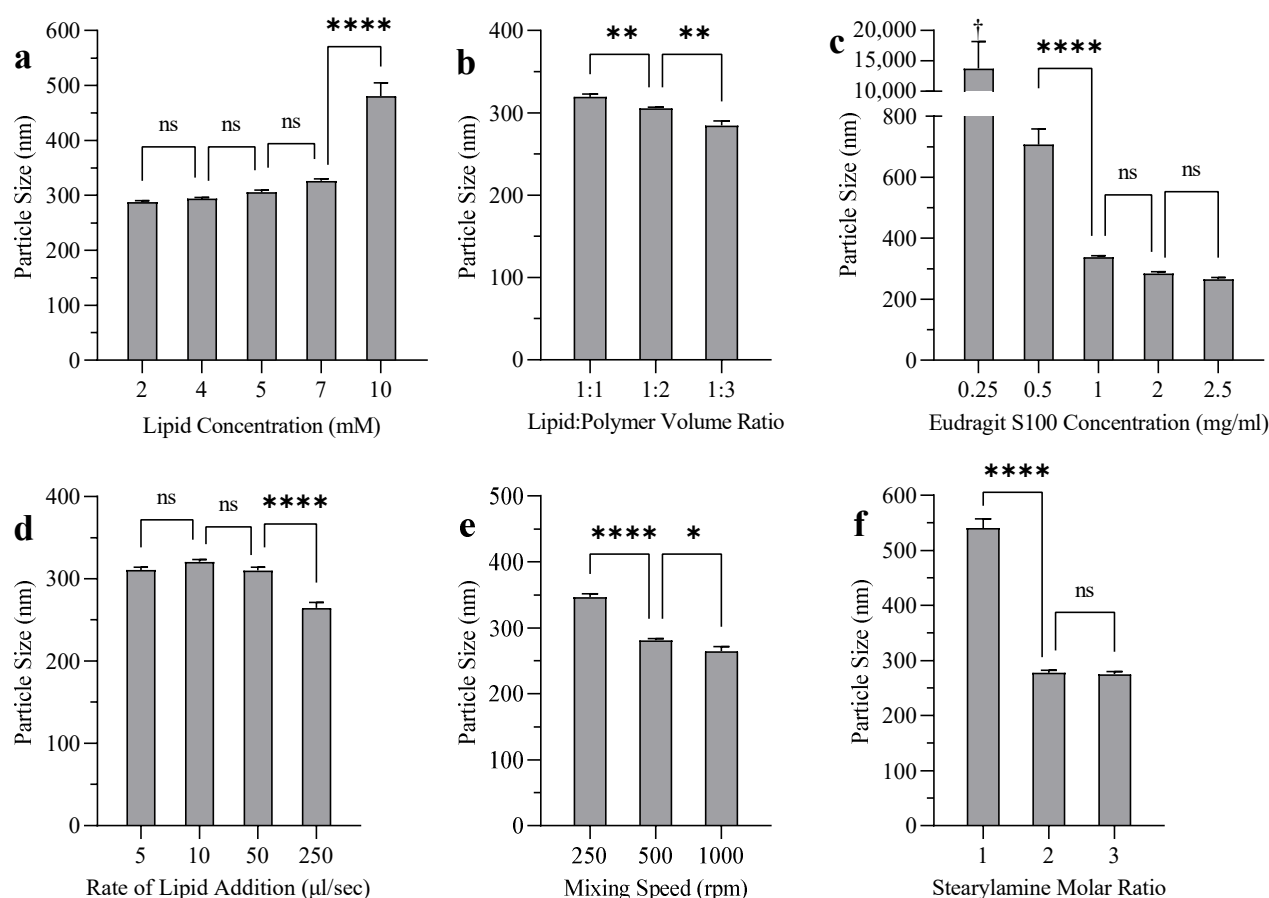 a
600
500
400
300
200
100
0
Particle Size (nm)
ns
ns
ns
****
2 4 5 7 10
Lipid Concentration (mM)
b
400
300
200
100
0
Particle Size (nm)
** **
1:1 1:2 1:3
Lipid:Polymer Volume Ratio
c
20,000
15,000
10,000
800
600
400
200
0
Particle Size (nm)
†
****
ns
ns
0.25 0.5 1 2 2.5
Eudragit S100 Concentration (mg/ml)
d
400
300
200
100
0
Particle Size (nm)
ns
ns
****
5 10 50 250
Rate of Lipid Addition (µl/sec)
e
500
400
300
200
100
0
Particle Size (nm)
**** *
250 500 1000
Mixing Speed (rpm)
f
600
500
400
300
200
100
0
Particle Size (nm)
****
ns
1 2 3
Stearylamine Molar Ratio